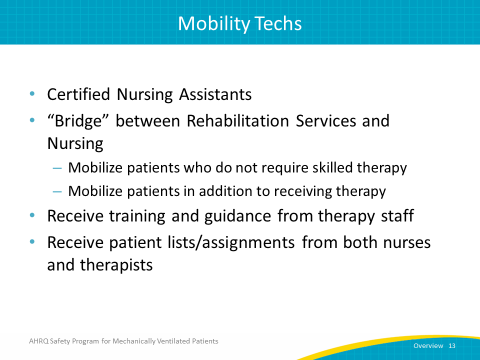 Mobility Techs
• Certified Nursing Assistants
• “Bridge” between Rehabilitation Services and
Nursing
– Mobilize patients who do not require skilled therapy
– Mobilize patients in addition to receiving therapy
• Receive training and guidance from therapy staff
• Receive patient lists/assignments from both nurses
and therapists
AHRQ Safety Program for Mechanically Ventilated Patients
Overview 13